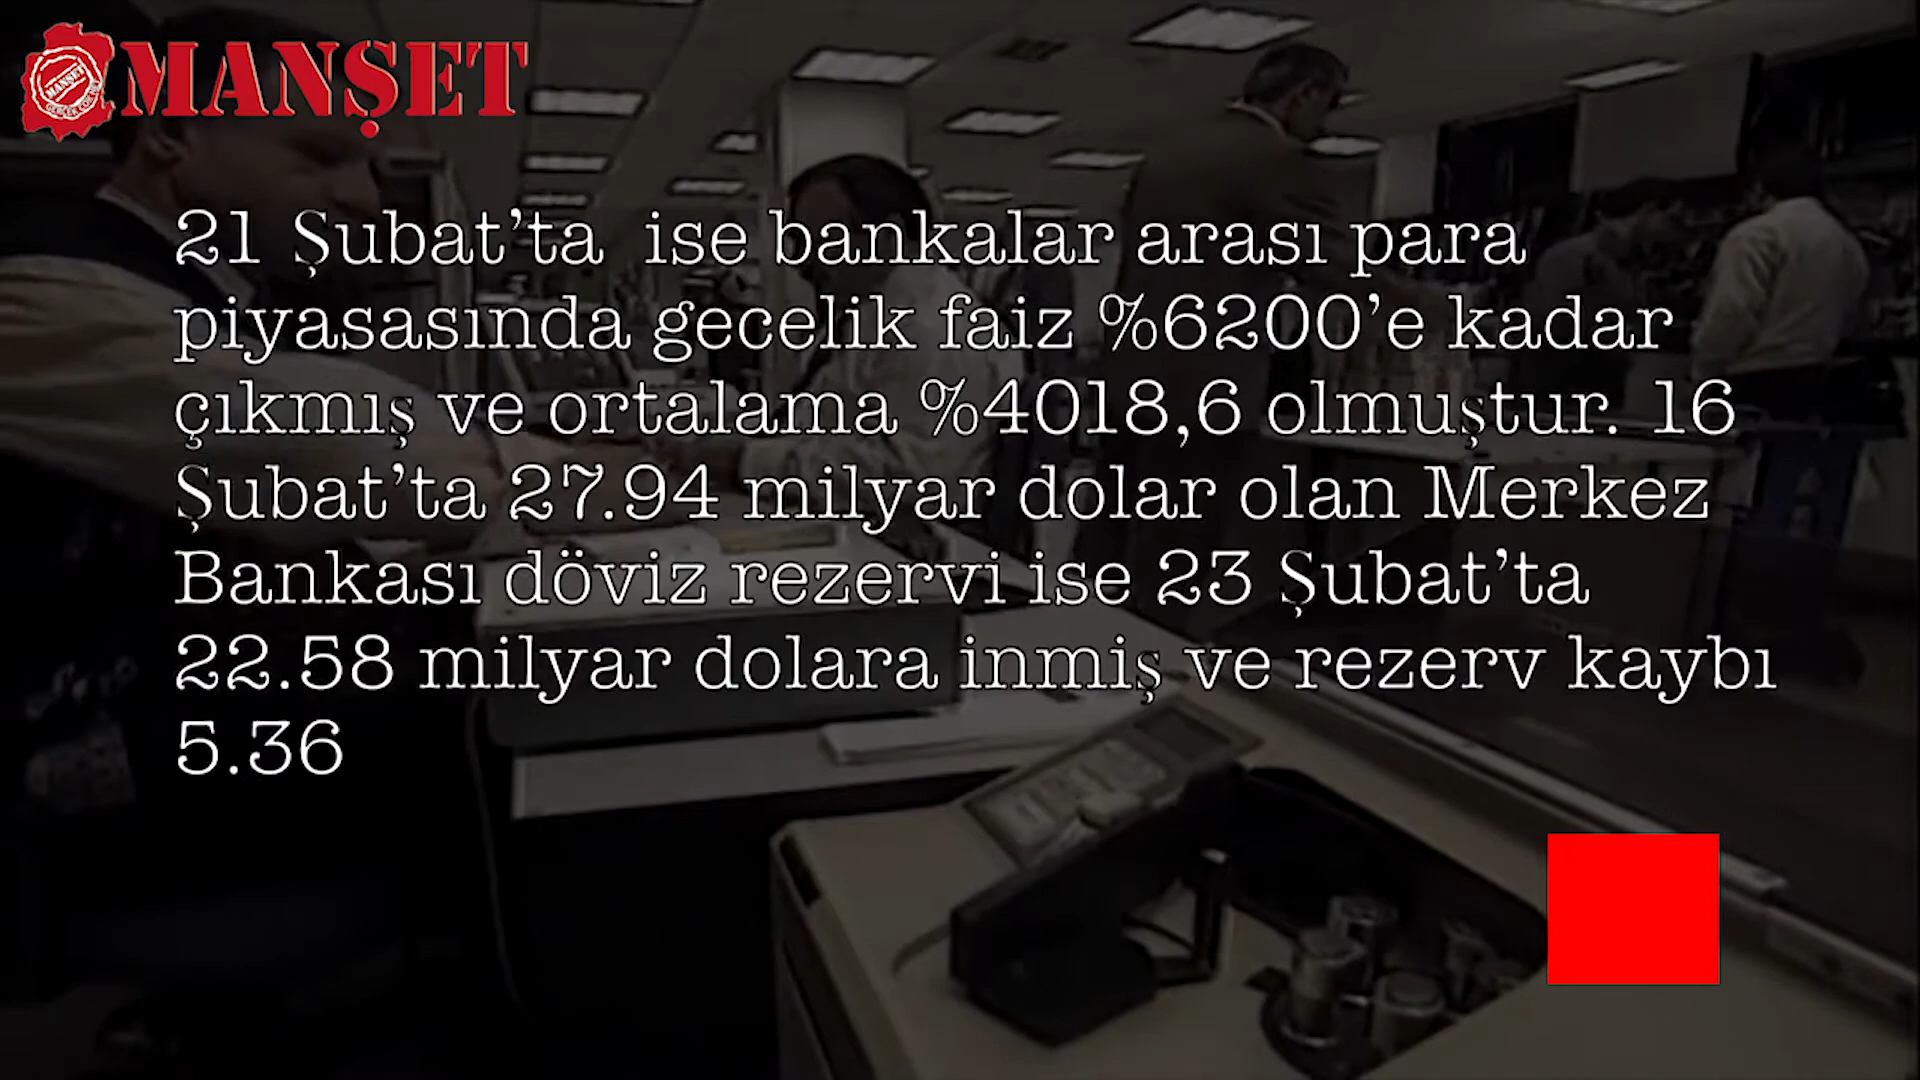 MANŞET
MANŞET
21 Şubat’ta ise bankalar arası para
piyasasında gecelik faiz %6200’e kadar
çıkmış ve ortalama %4018,6 olmuştur. 16
Şubat’ta 27.94 milyar dolar olan Merkez
Bankası döviz rezervi ise 23 Şubat’ta
22.58 milyar dolara inmiş ve rezerv kaybı
5.36